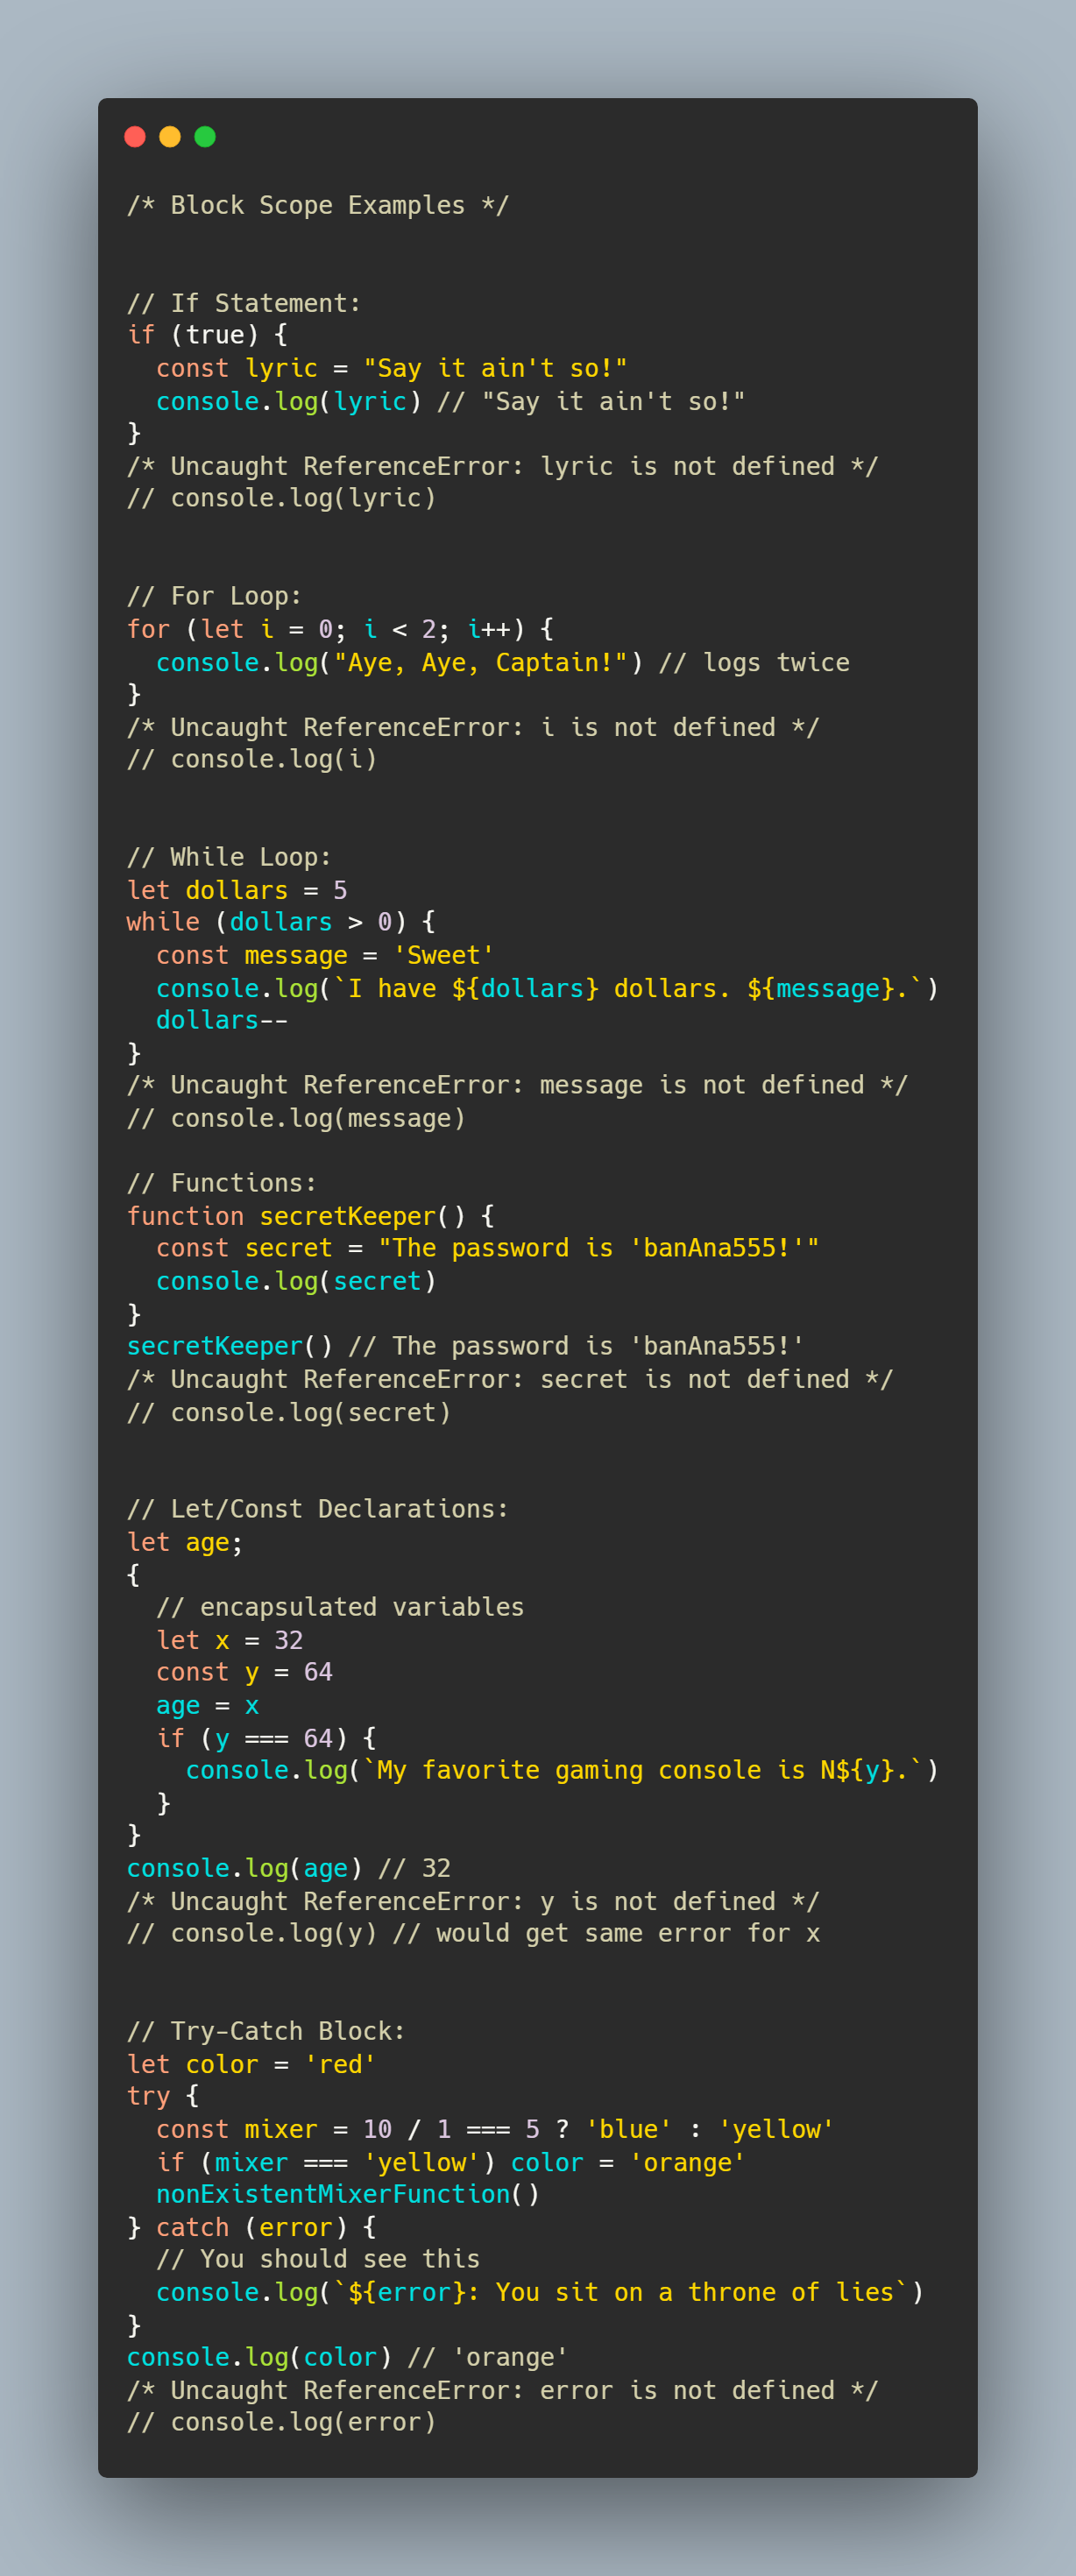 /* Block Scope Examples */
// If Statement:
if (true) {
  const lyric = "Say it ain't so!"
  console.log(lyric) // "Say it ain't so!"
}
/* Uncaught ReferenceError: lyric is not defined */
// console.log(lyric)
// For Loop:
for (let i = 0; i < 2; i++) {
  console.log("Aye, Aye, Captain!") // logs twice
}
/* Uncaught ReferenceError: i is not defined */
// console.log(i)
// While Loop:
let dollars = 5
while (dollars > 0) {
  const message = 'Sweet'
  console.log(`I have ${dollars} dollars. ${message}.`)
  dollars--
}
/* Uncaught ReferenceError: message is not defined */
// console.log(message)
// Functions:
function secretKeeper() {
  const secret = "The password is 'banAna555!'"
  console.log(secret)
}
secretKeeper() // The password is 'banAna555!'
/* Uncaught ReferenceError: secret is not defined */
// console.log(secret)
// Let/Const Declarations:
let age;
{
  // encapsulated variables
  let x = 32
  const y = 64
  age = x
  if (y === 64) {
    console.log(`My favorite gaming console is N${y}.`)
  }
}
console.log(age) // 32
/* Uncaught ReferenceError: y is not defined */
// console.log(y) // would get same error for x
// Try-Catch Block:
let color = 'red'
try {
  const mixer = 10 / 1 === 5 ? 'blue' : 'yellow'
  if (mixer === 'yellow') color = 'orange'
  nonExistentMixerFunction()
} catch (error) {
  // You should see this
  console.log(`${error}: You sit on a throne of lies`)
}
console.log(color) // 'orange'
/* Uncaught ReferenceError: error is not defined */
// console.log(error)